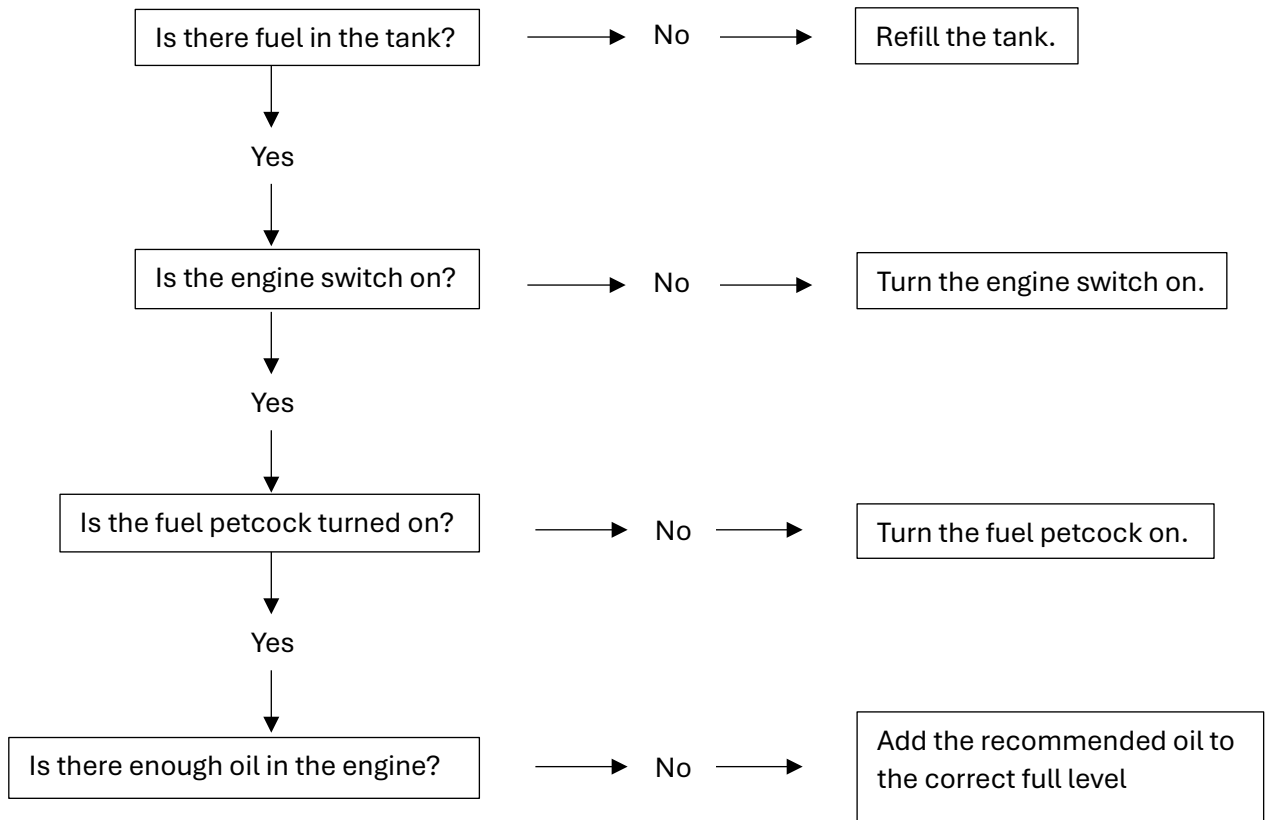 Is there fuel in the tank?
No
Refill the tank.
Yes
Is the engine switch on?
No
Turn the engine switch on.
Yes
Is the fuel petcock turned on?
No
Turn the fuel petcock on.
Yes
Is there enough oil in the engine?
No
Add the recommended oil to
the correct full level